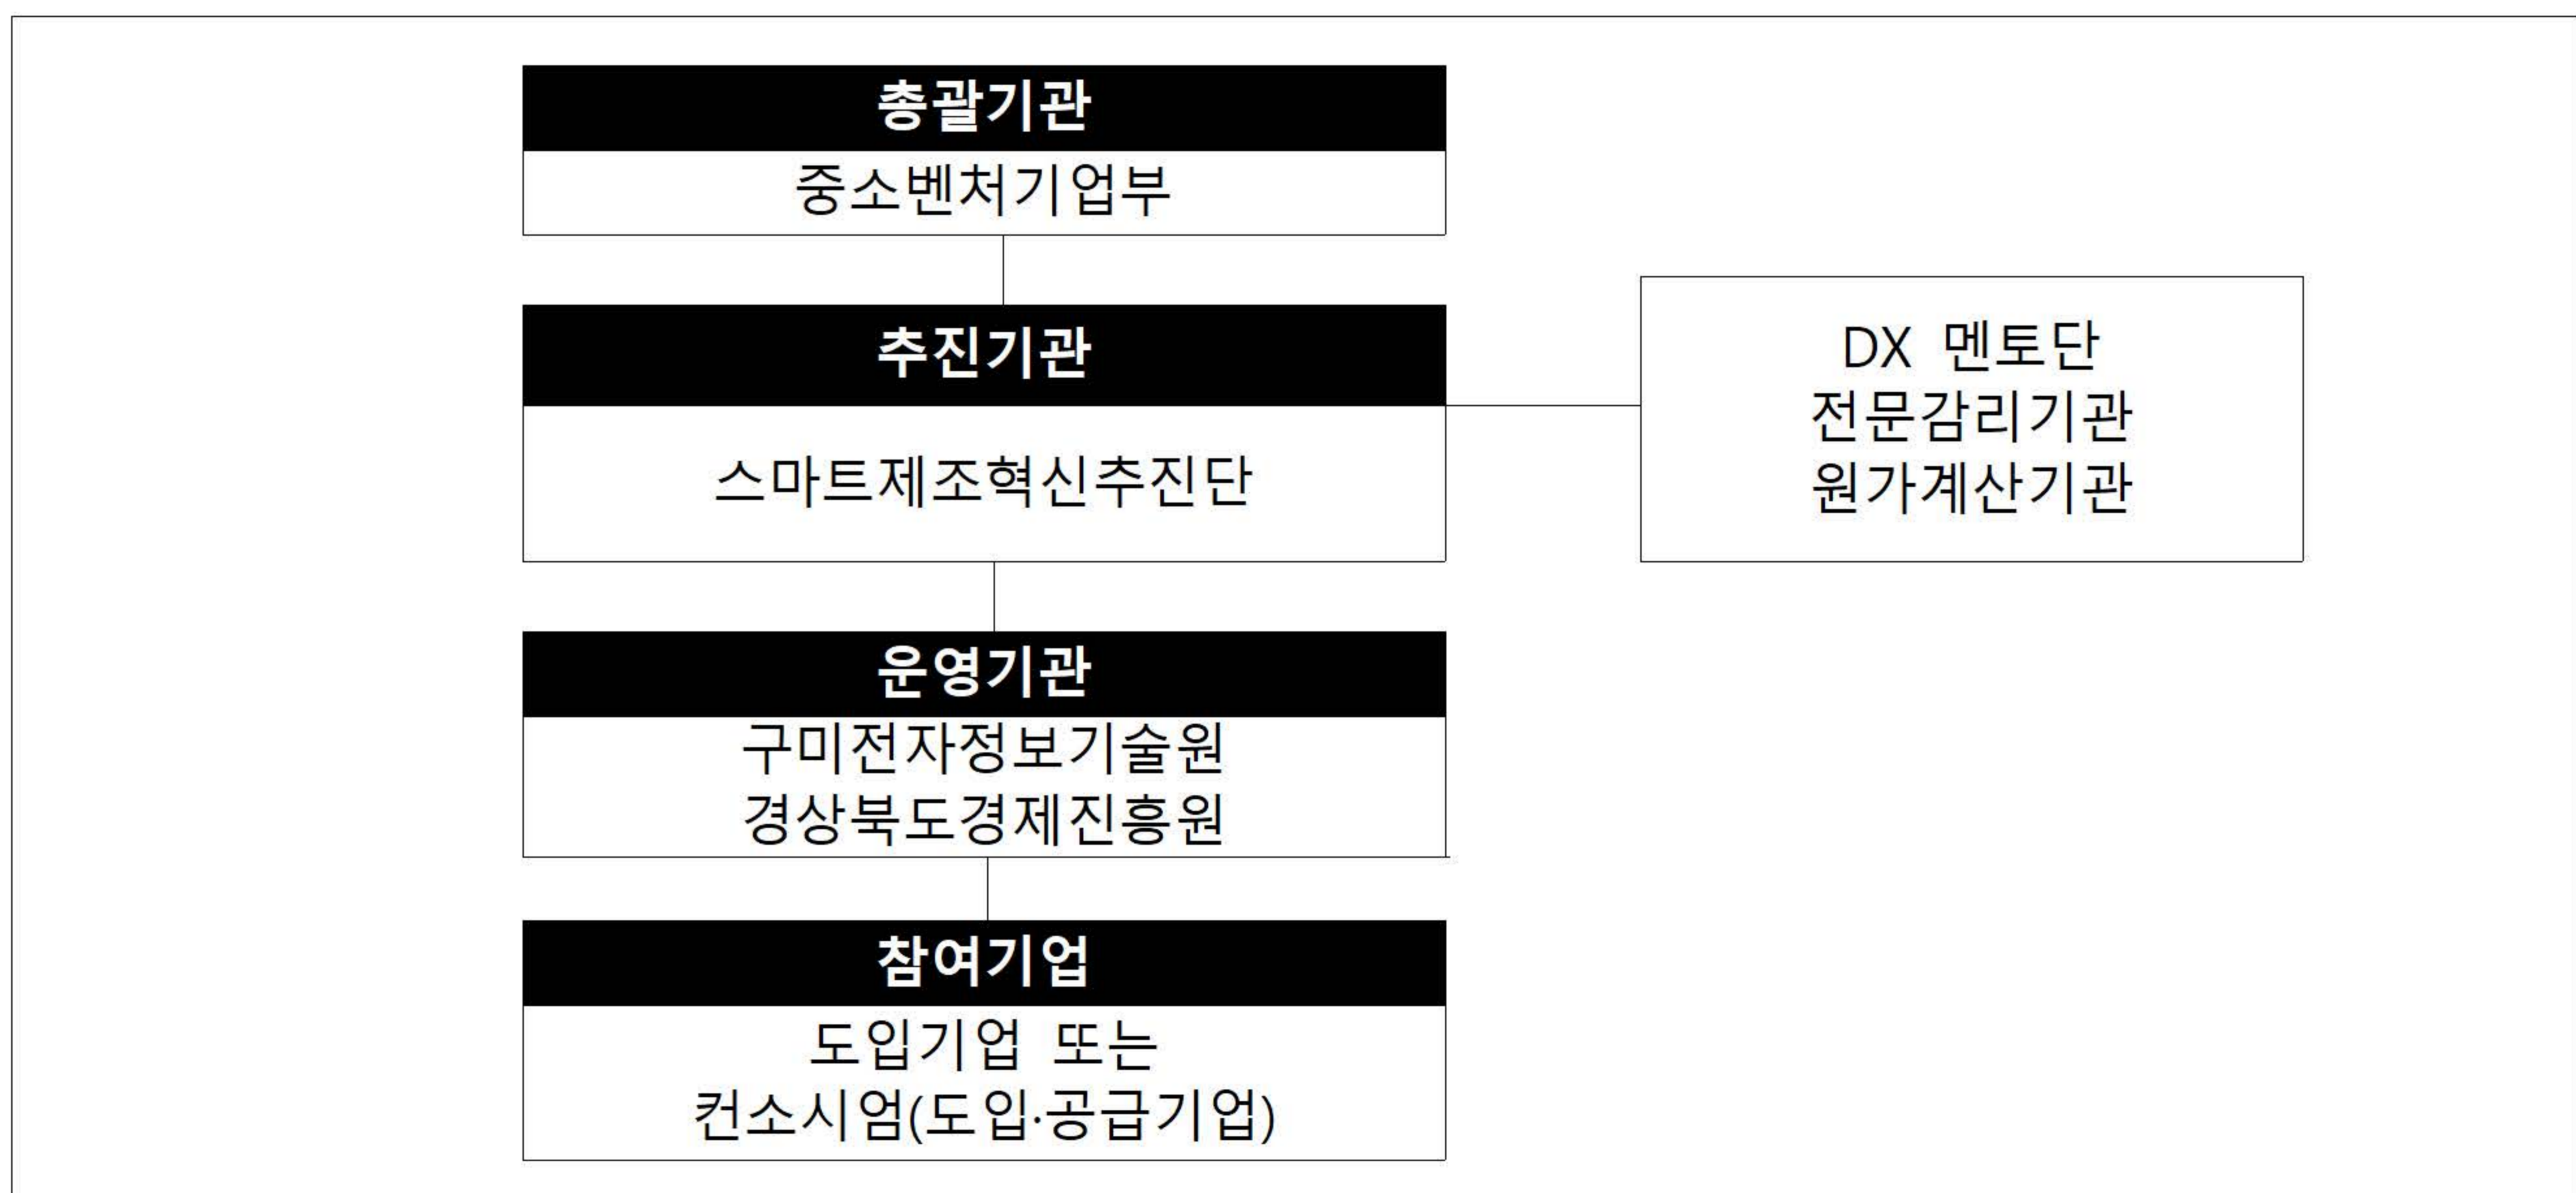 총괄기관
중소벤처기업부
추진기관
스마트제조혁신추진단
DX 멘토단
전문감리기관
원가계산기관
운영기관
구미전자정보기술원
경상북도경제진흥원
참여기업
도입기업 또는
컨소시엄(도입·공급기업)